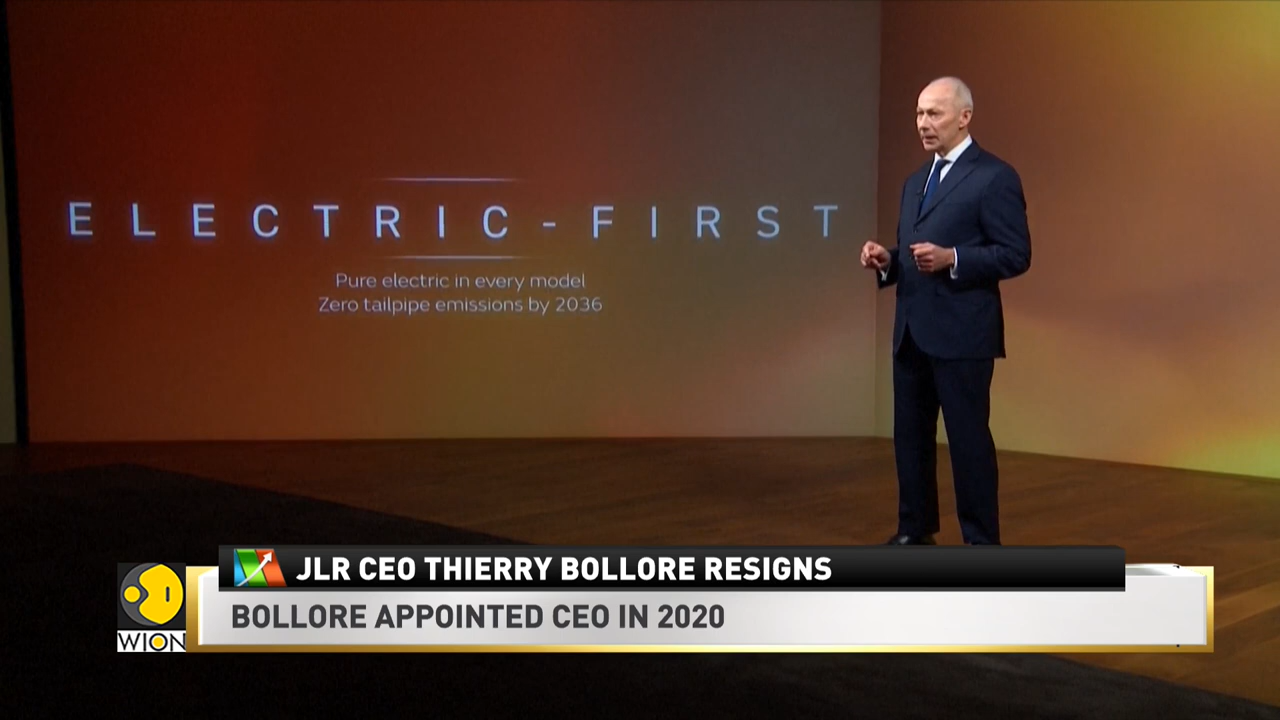 ELECTRIC-FIRST
Pure electric in every model
Zero tailpipe emissions by 2036
JLR CEO THIERRY BOLLORE RESIGNS
BOLLORE APPOINTED CEO IN 2020
WION